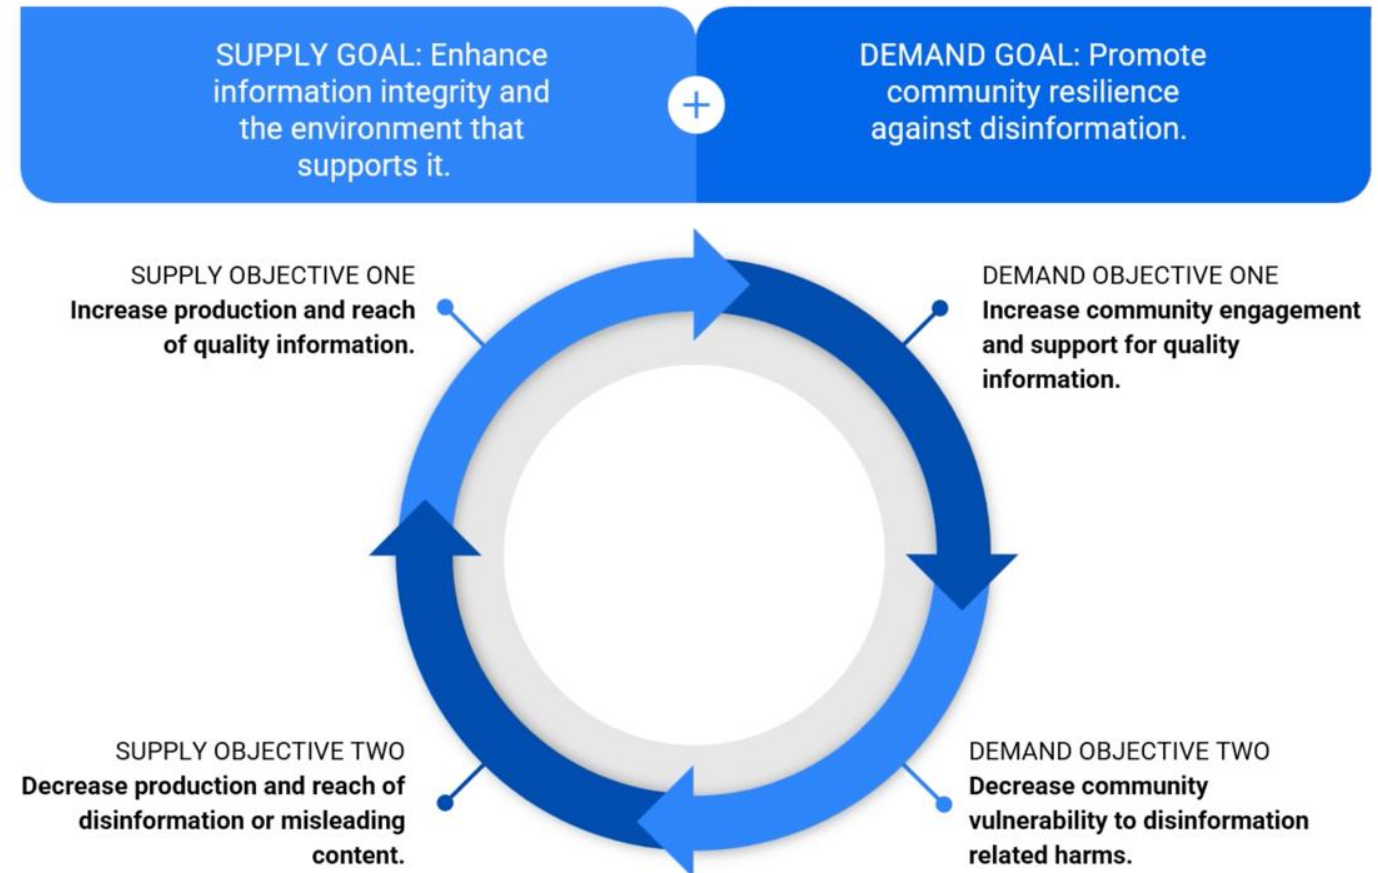 SUPPLY GOAL: Enhance
information integrity and
the environment that
supports it.
+
DEMAND GOAL: Promote
community resilience
against disinformation.
SUPPLY OBJECTIVE ONE
Increase production and reach
of quality information.
DEMAND OBJECTIVE ONE
Increase community engagement
and support for quality
information.
SUPPLY OBJECTIVE TWO
Decrease production and reach of
disinformation or misleading
content.
DEMAND OBJECTIVE TWO
Decrease community
vulnerability to disinformation
related harms.